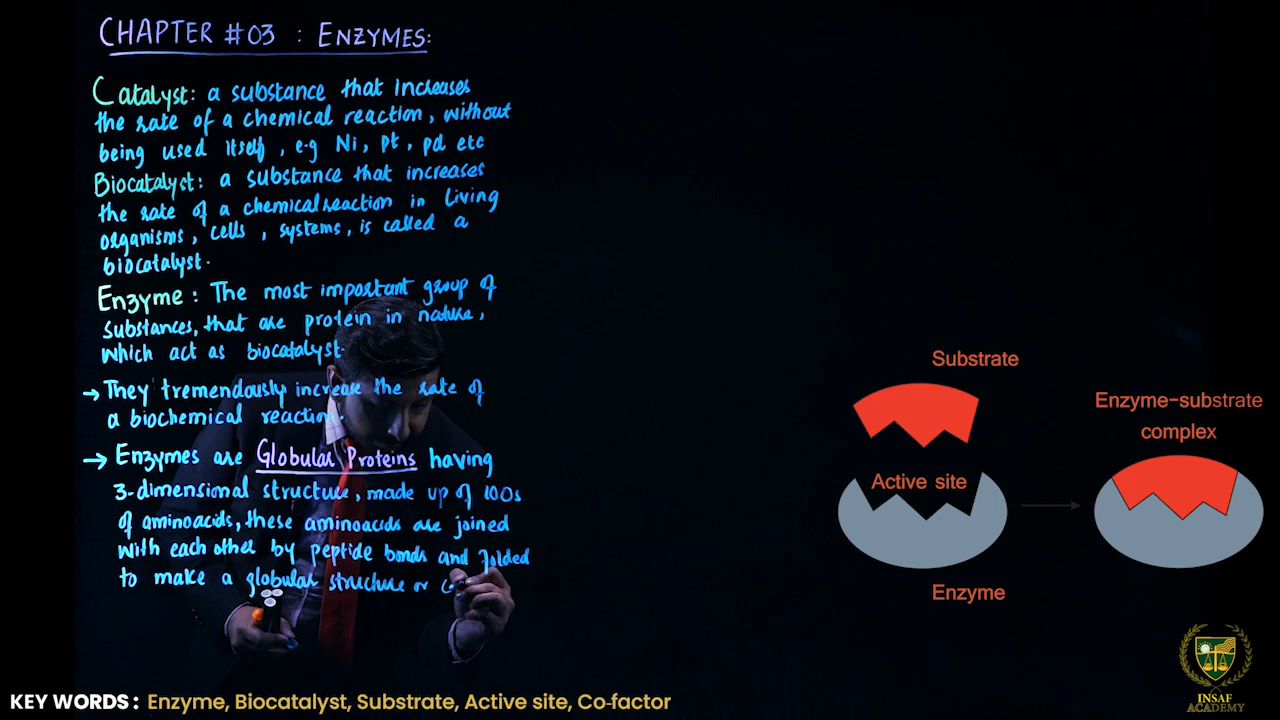 CHAPTER #03 : ENZYMES:
Catalyst: a substance that increases
the rate of a chemical reaction, without
being used itself, e.g Ni, Pt, pd etc
Biocatalyst: a substance that increases
the rate of a chemical reaction in Living
organisms, cells, systems, is called a
biocatalyst.
Enzyme: The most important group of
substances, that are protein in nature,
which act as biocatalyst.
→ They tremendously increase the rate of
a biochemical reaction.
→ Enzymes are Globular Proteins having
3-dimensional structure, made up of 100s
of aminoacids, these aminoacids are joined
with each other by peptide bonds and folded
to make a globular structure or
Substrate
Active site
Enzyme
Enzyme-substrate
complex
KEY WORDS: Enzyme, Biocatalyst, Substrate, Active site, Co-factor
INSAF
ACADEMY